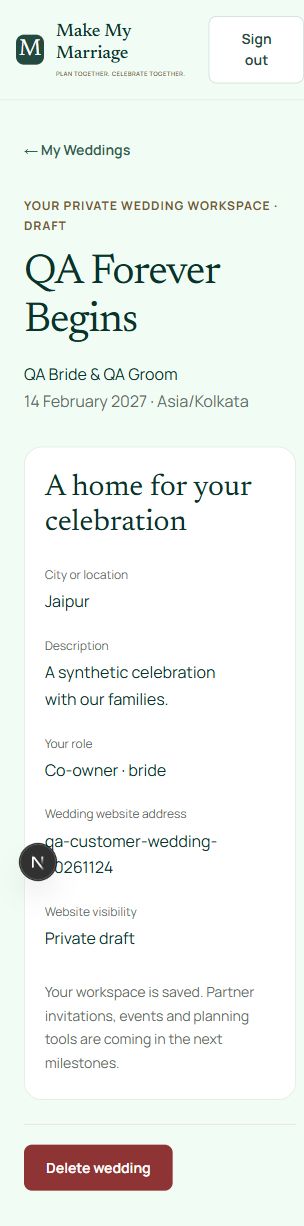 M
Make My
Marriage
PLAN TOGETHER. CELEBRATE TOGETHER.
Sign
out
← My Weddings
YOUR PRIVATE WEDDING WORKSPACE ·
DRAFT
QA Forever
Begins
QA Bride & QA Groom
14 February 2027 · Asia/Kolkata
A home for your
celebration
City or location
Jaipur
Description
A synthetic celebration
with our families.
Your role
Co-owner · bride
Wedding website address
qa-customer-wedding-
0261124
N
Website visibility
Private draft
Your workspace is saved. Partner
invitations, events and planning
tools are coming in the next
milestones.
Delete wedding